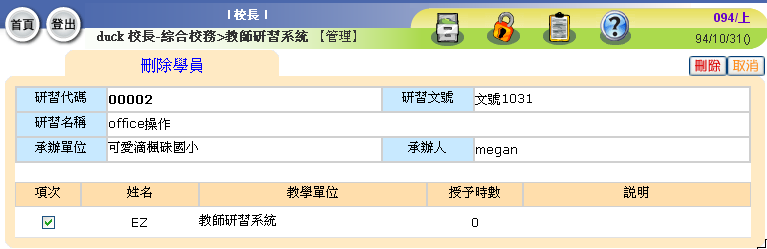 首頁 登出 | 校長 | 094/上
duck 校長-綜合校務>教師研習系統 【管理】 94/10/31()
刪除學員 刪除 取消
研習代碼 00002 研習文號 文號1031
研習名稱 office操作
承辦單位 可愛滴楓硃國小 承辦人 megan
項次 姓名 教學單位 授予時數 說明
EZ 教師研習系統 0